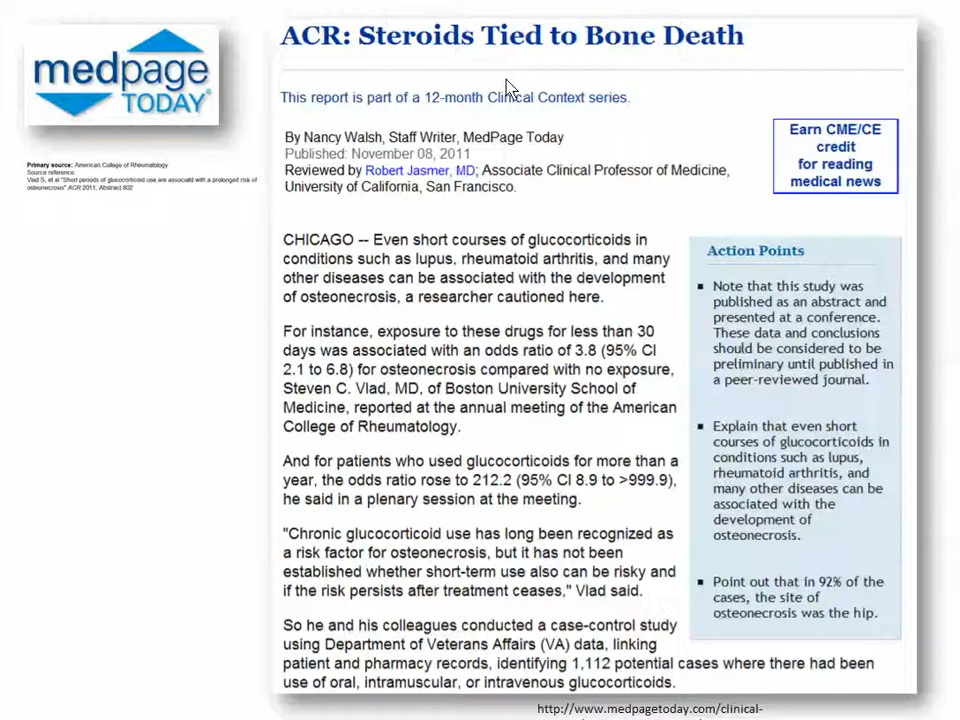 medpage
TODAY®
Primary source: American College of Rheumatology
Source reference:
Vlad S, et al "Short periods of glucocorticoid use are associatd with a prolonged risk of
osteonecrosis" ACR 2011; Abstract 802
ACR: Steroids Tied to Bone Death
This report is part of a 12-month Clinical Context series.
By Nancy Walsh, Staff Writer, MedPage Today
Published: November 08, 2011
Reviewed by Robert Jasmer, MD; Associate Clinical Professor of Medicine,
University of California, San Francisco.
Earn CME/CE
credit
for reading
medical news
CHICAGO -- Even short courses of glucocorticoids in
conditions such as lupus, rheumatoid arthritis, and many
other diseases can be associated with the development
of osteonecrosis, a researcher cautioned here.
For instance, exposure to these drugs for less than 30
days was associated with an odds ratio of 3.8 (95% CI
2.1 to 6.8) for osteonecrosis compared with no exposure,
Steven C. Vlad, MD, of Boston University School of
Medicine, reported at the annual meeting of the American
College of Rheumatology.
And for patients who used glucocorticoids for more than a
year, the odds ratio rose to 212.2 (95% CI 8.9 to >999.9),
he said in a plenary session at the meeting.
"Chronic glucocorticoid use has long been recognized as
a risk factor for osteonecrosis, but it has not been
established whether short-term use also can be risky and
if the risk persists after treatment ceases," Vlad said.
So he and his colleagues conducted a case-control study
using Department of Veterans Affairs (VA) data, linking
patient and pharmacy records, identifying 1,112 potential cases where there had been
use of oral, intramuscular, or intravenous glucocorticoids.
Action Points
▪ Note that this study was
published as an abstract and
presented at a conference.
These data and conclusions
should be considered to be
preliminary until published in
a peer-reviewed journal.
▪ Explain that even short
courses of glucocorticoids in
conditions such as lupus,
rheumatoid arthritis, and
many other diseases can be
associated with the
development of
osteonecrosis.
▪ Point out that in 92% of the
cases, the site of
osteonecrosis was the hip.
http://www.medpagetoday.com/clinical-